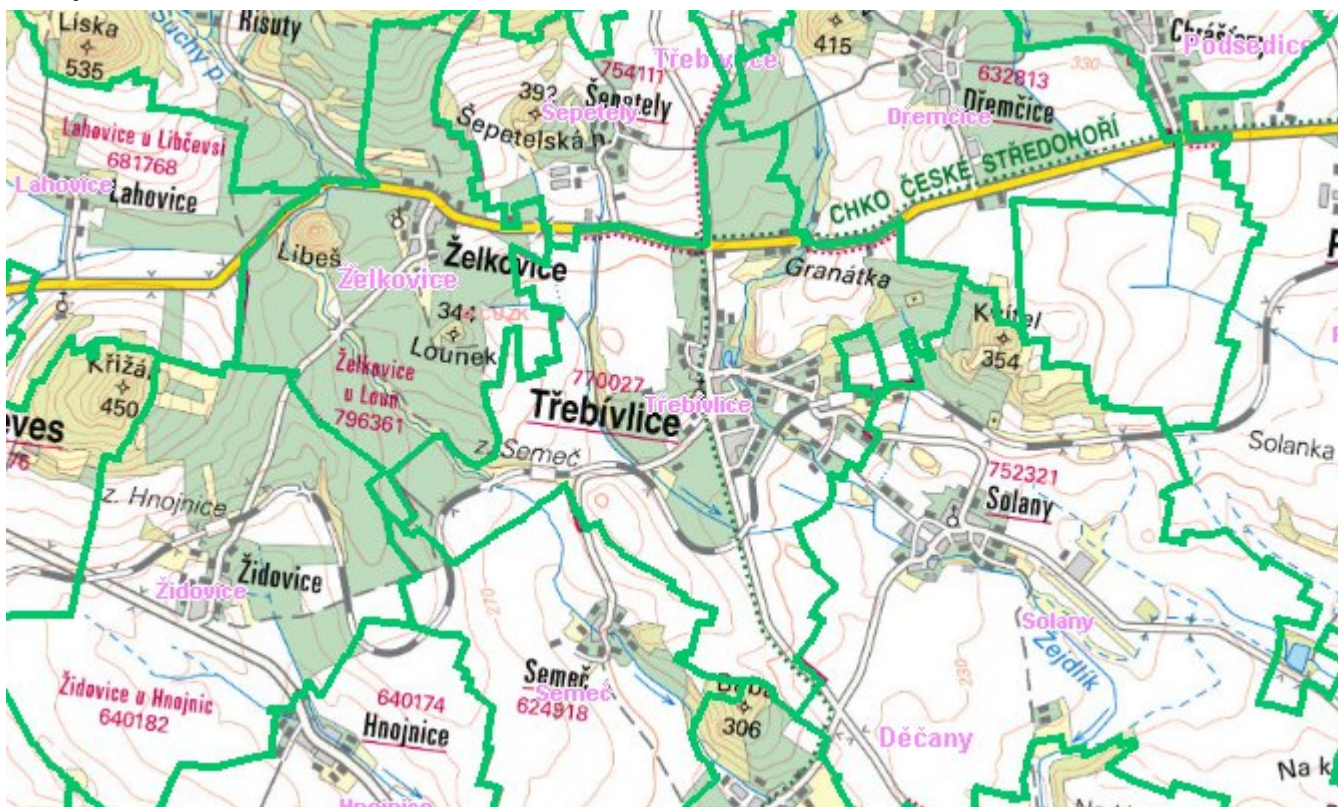 Liska
535
Suchý p.
Risuty
754111
Třebívlice
392
Šepetely
Šepetely
Šepetelská h.
415
632813
Dřemčice
Dřemčice
330
Podsedice
CHKO ČESKÉ STŘEDOHOŘÍ
Lahovice u Libčevsi
681768
Lahovice
Lahovice
Libeš
Želkovice
Želkovice
344
Lounek
Granátka
354
Křižák
450
Želkovice
u Loun
796361
770027
Třebívlice
Třebívlice
z. Semeč
z. Hnojnice
Solanka
752321
Solany
Solany
Židovice
Židovice
270
Židovice u Hnojnic
640182
640174
Hnojnice
Hnojnice
Semeč
Semeč
624918
306
230
Žejdlík
Děčany
Na k